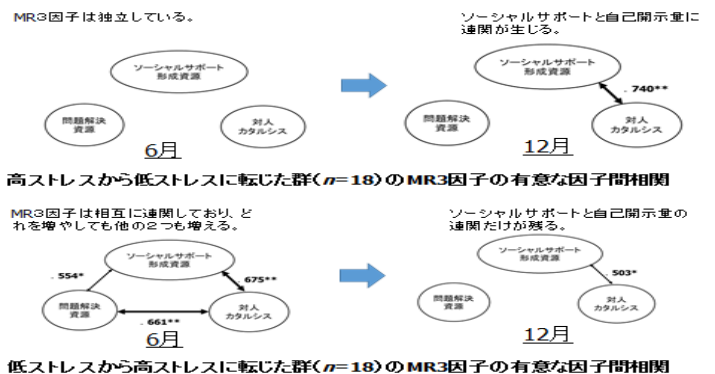 MR3因子は独立している。
ソーシャルサポートと自己開示量に
連関が生じる。
ソーシャルサポート
形成資源
問題解決
資源
対人
カタルシス
6月
ソーシャルサポート
形成資源
.740**
問題解決
資源
対人
カタルシス
12月
高ストレスから低ストレスに転じた群(n=18)のMR3因子の有意な因子間相関
MR3因子は相互に連関しており、ど
れを増やしても他の2つも増える。
ソーシャルサポートと自己開示量の
連関だけが残る。
ソーシャルサポート
形成資源
.554*
.675**
問題解決
資源
対人
カタルシス
.661**
6月
ソーシャルサポート
形成資源
.503*
問題解決
資源
対人
カタルシス
12月
低ストレスから高ストレスに転じた群(n=18)のMR3因子の有意な因子間相関